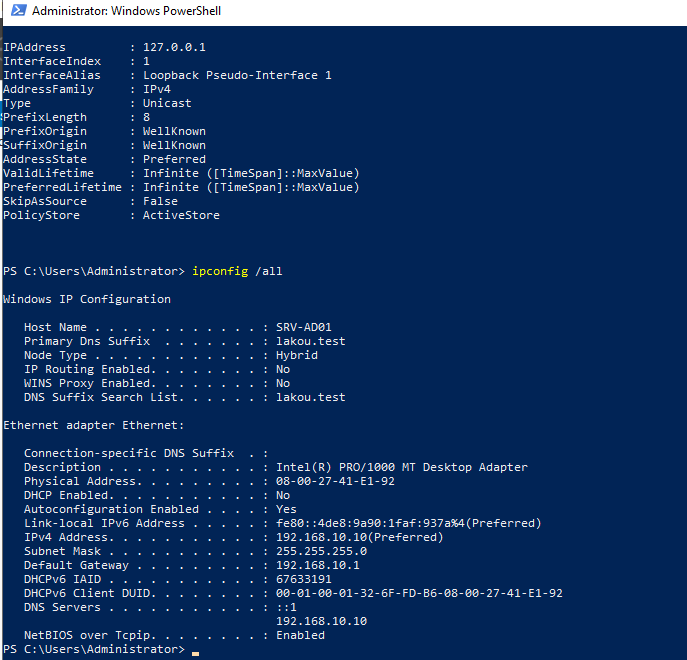 Administrator: Windows PowerShell
IPAddress         : 127.0.0.1
InterfaceIndex    : 1
InterfaceAlias    : Loopback Pseudo-Interface 1
AddressFamily     : IPv4
Type              : Unicast
PrefixLength      : 8
PrefixOrigin      : WellKnown
SuffixOrigin      : WellKnown
AddressState      : Preferred
ValidLifetime     : Infinite ([TimeSpan]::MaxValue)
PreferredLifetime : Infinite ([TimeSpan]::MaxValue)
SkipAsSource      : False
PolicyStore       : ActiveStore
PS C:\Users\Administrator> ipconfig /all
Windows IP Configuration
   Host Name . . . . . . . . . . . . : SRV-AD01
   Primary Dns Suffix  . . . . . . . : lakou.test
   Node Type . . . . . . . . . . . . : Hybrid
   IP Routing Enabled. . . . . . . . : No
   WINS Proxy Enabled. . . . . . . . : No
   DNS Suffix Search List. . . . . . : lakou.test
Ethernet adapter Ethernet:
   Connection-specific DNS Suffix  . :
   Description . . . . . . . . . . . : Intel(R) PRO/1000 MT Desktop Adapter
   Physical Address. . . . . . . . . : 08-00-27-41-E1-92
   DHCP Enabled. . . . . . . . . . . : No
   Autoconfiguration Enabled . . . . : Yes
   Link-local IPv6 Address . . . . . : fe80::4de8:9a90:1faf:937a%4(Preferred)
   IPv4 Address. . . . . . . . . . . : 192.168.10.10(Preferred)
   Subnet Mask . . . . . . . . . . . : 255.255.255.0
   Default Gateway . . . . . . . . . : 192.168.10.1
   DHCPv6 IAID . . . . . . . . . . . : 67633191
   DHCPv6 Client DUID. . . . . . . . : 00-01-00-01-32-6F-FD-B6-08-00-27-41-E1-92
   DNS Servers . . . . . . . . . . . : ::1
                                       192.168.10.10
   NetBIOS over Tcpip. . . . . . . . : Enabled
PS C:\Users\Administrator>